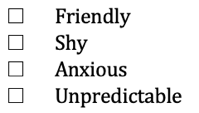 ☐ Friendly
☐ Shy
☐ Anxious
☐ Unpredictable